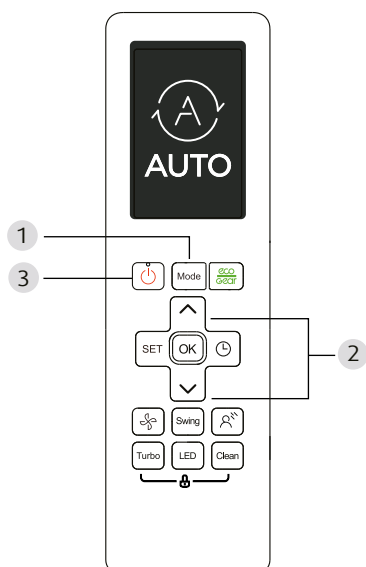 A
AUTO
1
3
Mode
eco
Gear
2
SET
OK
Swing
Turbo
LED
Clean